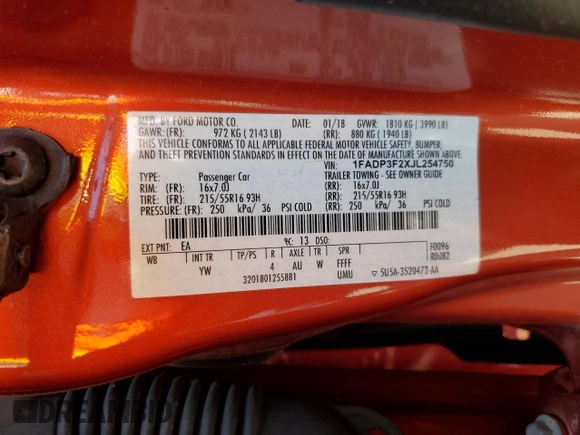 MFD. BY FORD MOTOR CO. DATE: 01/18 GVWR: 1810 KG ( 3990 LB)
GAWR: (FR): 972 KG ( 2143 LB) (RR): 880 KG ( 1940 LB)
THIS VEHICLE CONFORMS TO ALL APPLICABLE FEDERAL MOTOR VEHICLE SAFETY, BUMPER,
AND THEFT PREVENTION STANDARDS IN EFFECT ON THE DATE OF MANUFACTURE SHOWN ABOVE.
VIN: 1FADP3F2XJL254750
TYPE: Passenger Car TRAILER TOWING - SEE OWNER GUIDE
RIM: (FR): 16x7.0J (RR): 16x7.0J
TIRE: (FR): 215/55R16 93H (RR): 215/55R16 93H
PRESSURE: (FR): 250 kPa/ 36 PSI COLD (RR): 250 kPa/ 36 PSI COLD
EXT PNT: EA RC: 13 DSO: F0096
WB INT TR TP/PS R AXLE TR SPR R0082
YW 4 AU W FFFF
3201801255881 UMU ▽ 5U5A-3520472-AA
DREAMBID